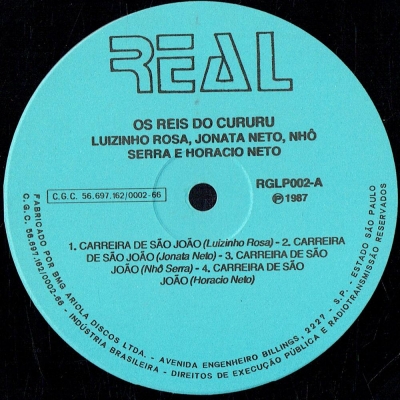 REAL
OS REIS DO CURURU
LUIZINHO ROSA, JONATA NETO, NHÔ
SERRA E HORACIO NETO
C.G.C. 56.697.162/0002-66
RGLP002-A
℗ 1987
1. CARREIRA DE SÃO JOÃO (Luizinho Rosa) - 2. CARREIRA
DE SÃO JOÃO (Jonata Neto) - 3. CARREIRA DE SÃO
JOÃO (Nhô Serra) - 4. CARREIRA DE SÃO
JOÃO (Horacio Neto)
FABRICADO POR BMG ARIOLA DISCOS LTDA. - AVENIDA ENGENHEIRO BILLINGS, 2227 - S.P. - ESTADO SÃO PAULO
C.G.C. 56.697.162/0002-66 - INDÚSTRIA BRASILEIRA - DIREITOS DE EXECUÇÃO PÚBLICA E RADIOTRANSMISSÃO RESERVADOS